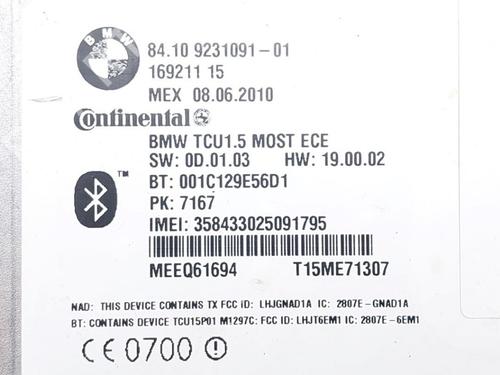 BMW
84.10 9231091-01
169211 15
MEX 08.06.2010
Continental
BMW TCU1.5 MOST ECE
SW: 0D.01.03 HW: 19.00.02
BT: 001C129E56D1
TM
PK: 7167
IMEI: 358433025091795
MEEQ61694 T15ME71307
NAD: THIS DEVICE CONTAINS TX FCC ID: LHJGNAD1A IC: 2807E-GNAD1A
BT: CONTAINS DEVICE TCU15P01 M1297C: FCC ID: LHJT6EM1 IC: 2807E-6EM1
CE 0700